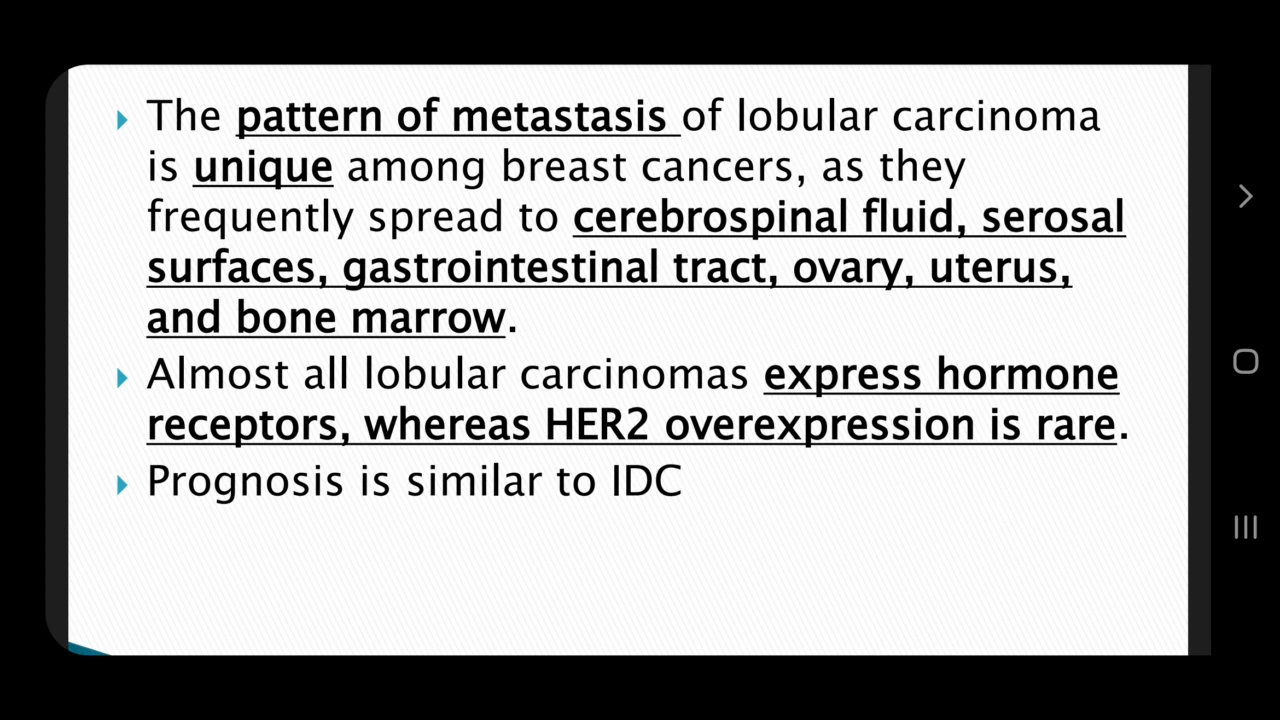 The pattern of metastasis of lobular carcinoma
is unique among breast cancers, as they
frequently spread to cerebrospinal fluid, serosal
surfaces, gastrointestinal tract, ovary, uterus,
and bone marrow.
Almost all lobular carcinomas express hormone
receptors, whereas HER2 overexpression is rare.
Prognosis is similar to IDC